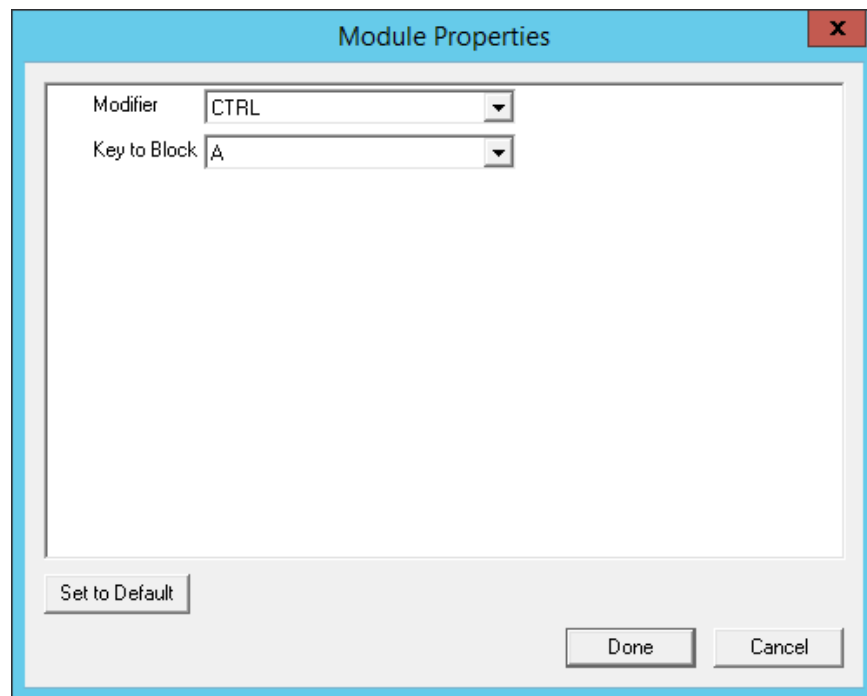 Module Properties
X
Modifier CTRL
Key to Block A
Set to Default
Done Cancel